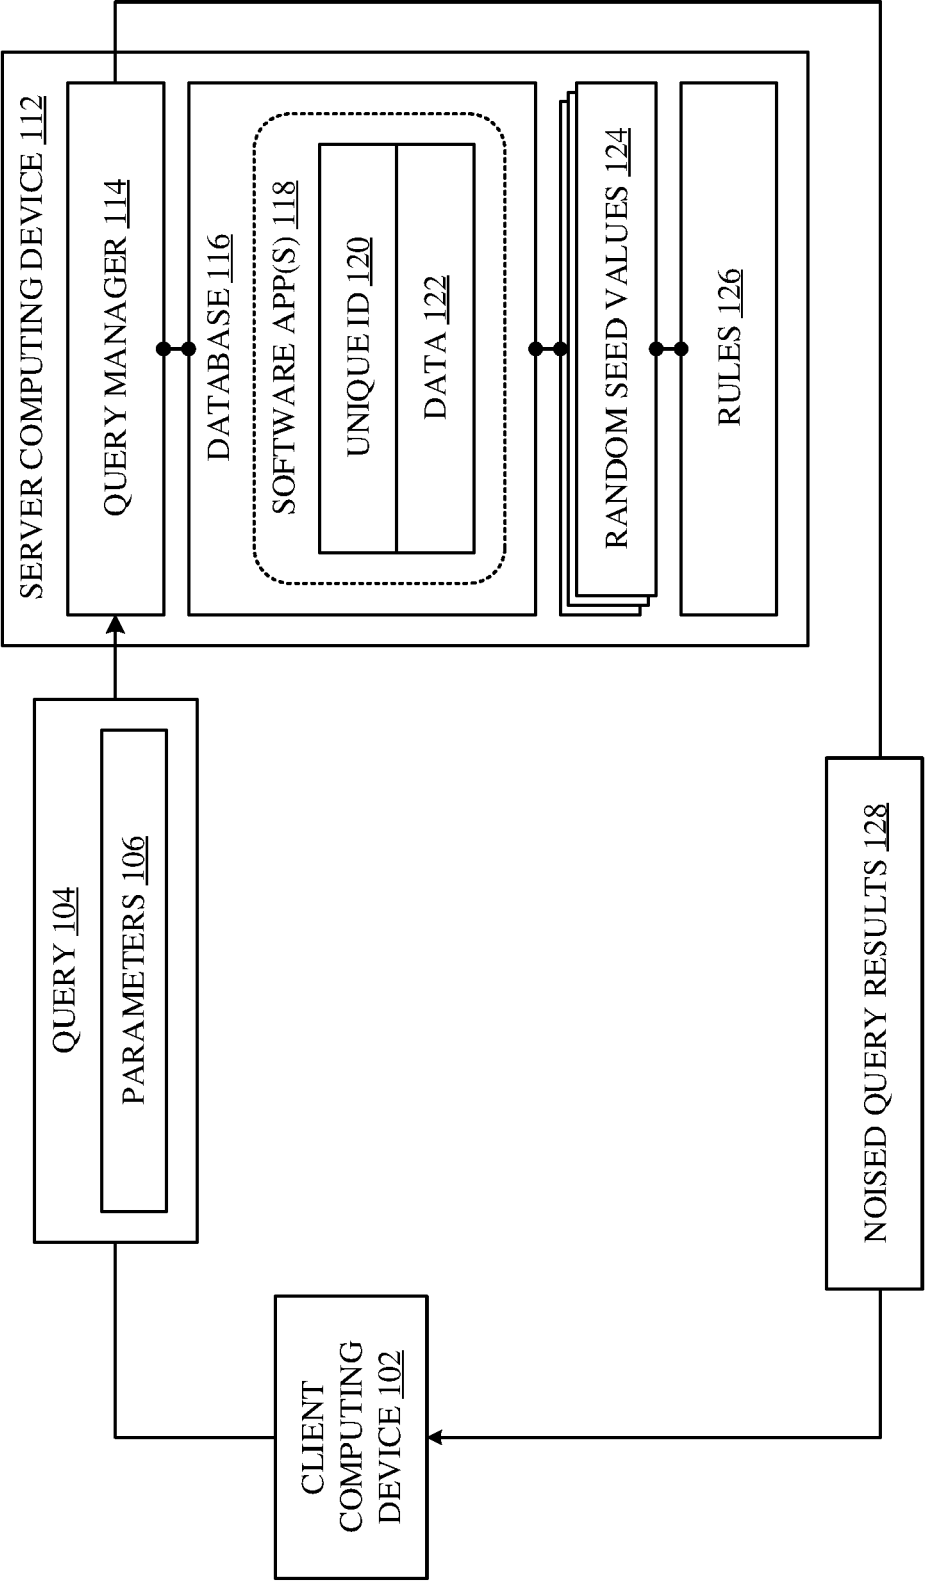 CLIENT
COMPUTING
DEVICE 102
QUERY 104
PARAMETERS 106
SERVER COMPUTING DEVICE 112
QUERY MANAGER 114
DATABASE 116
SOFTWARE APP(S) 118
UNIQUE ID 120
DATA 122
RANDOM SEED VALUES 124
RULES 126
NOISED QUERY RESULTS 128